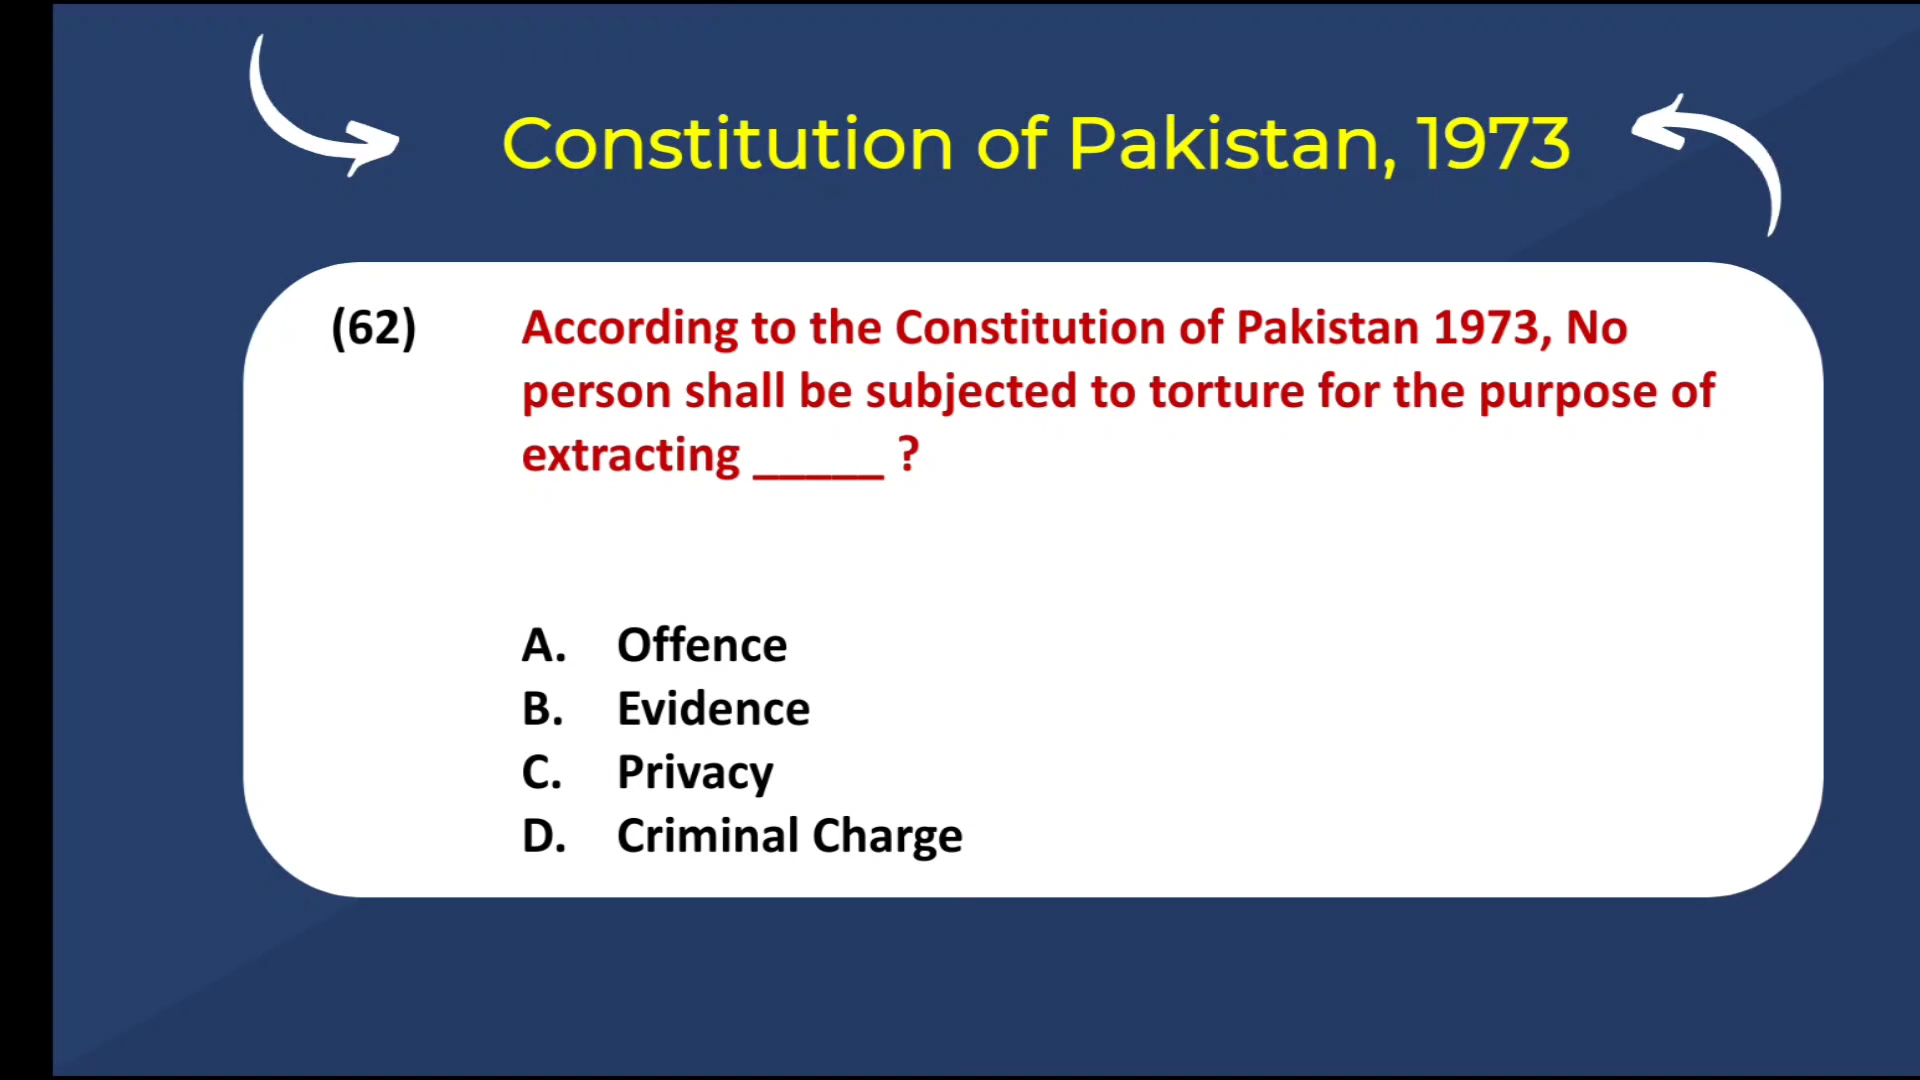 Constitution of Pakistan, 1973
(62) According to the Constitution of Pakistan 1973, No
person shall be subjected to torture for the purpose of
extracting _____ ?
A. Offence
B. Evidence
C. Privacy
D. Criminal Charge